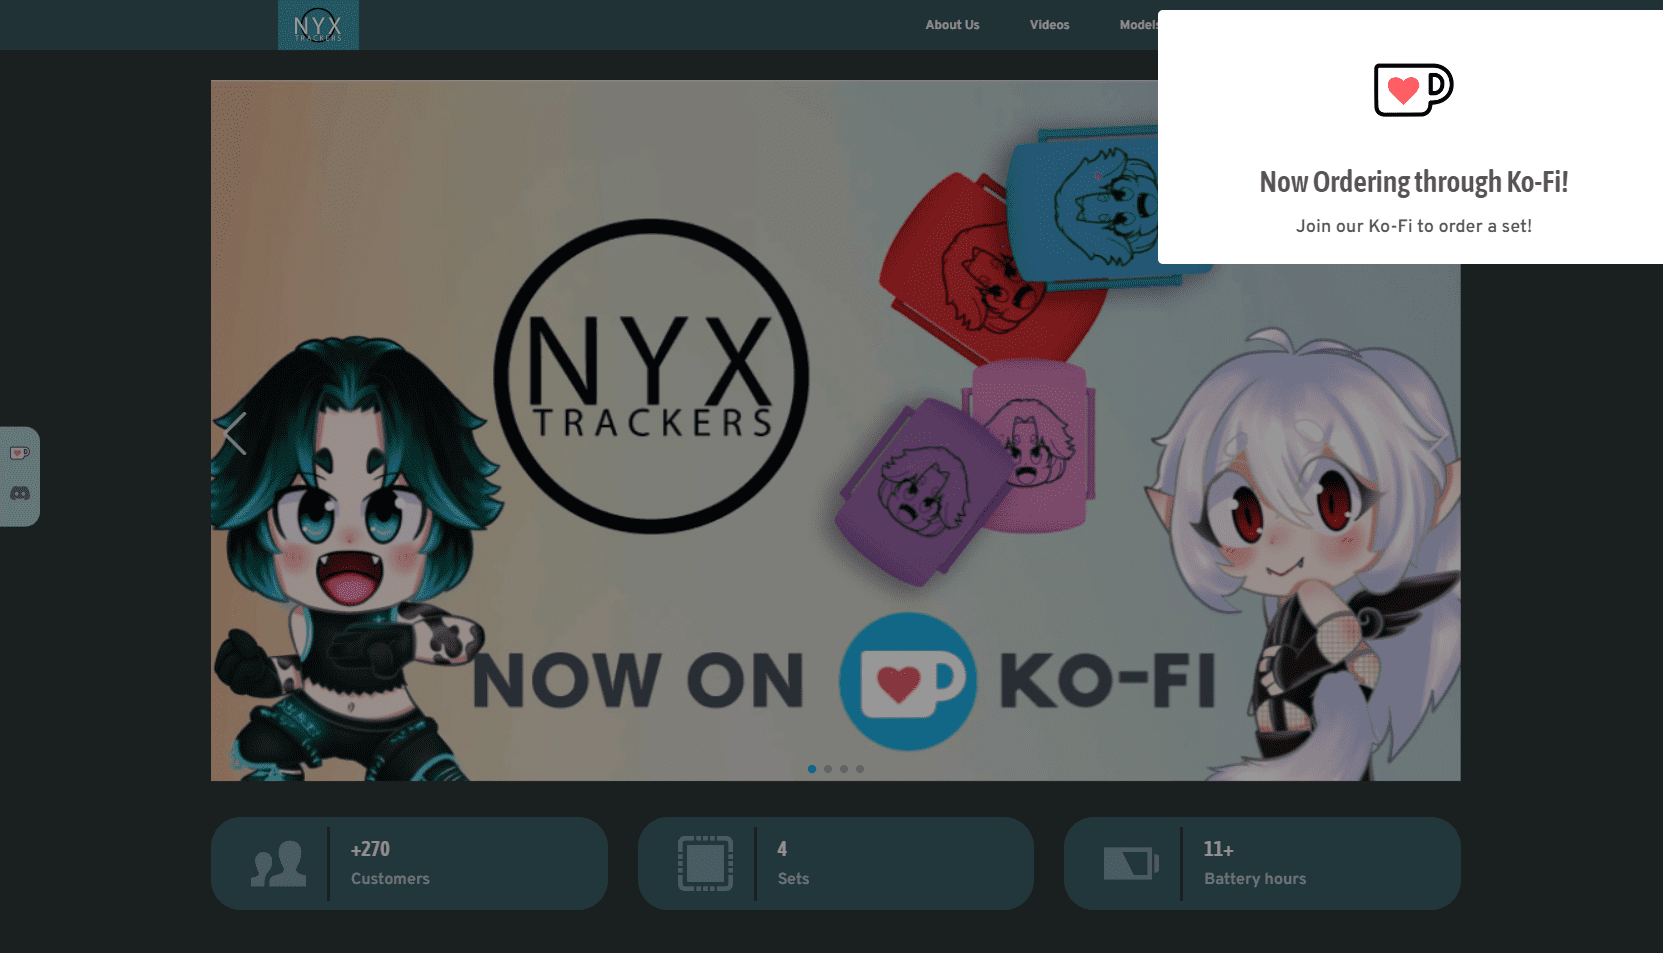 NYX
TRACKERS
About Us
Videos
Models
Now Ordering through Ko-Fi!
Join our Ko-Fi to order a set!
NYX
TRACKERS
NOW ON KO-FI
+270
Customers
4
Sets
11+
Battery hours